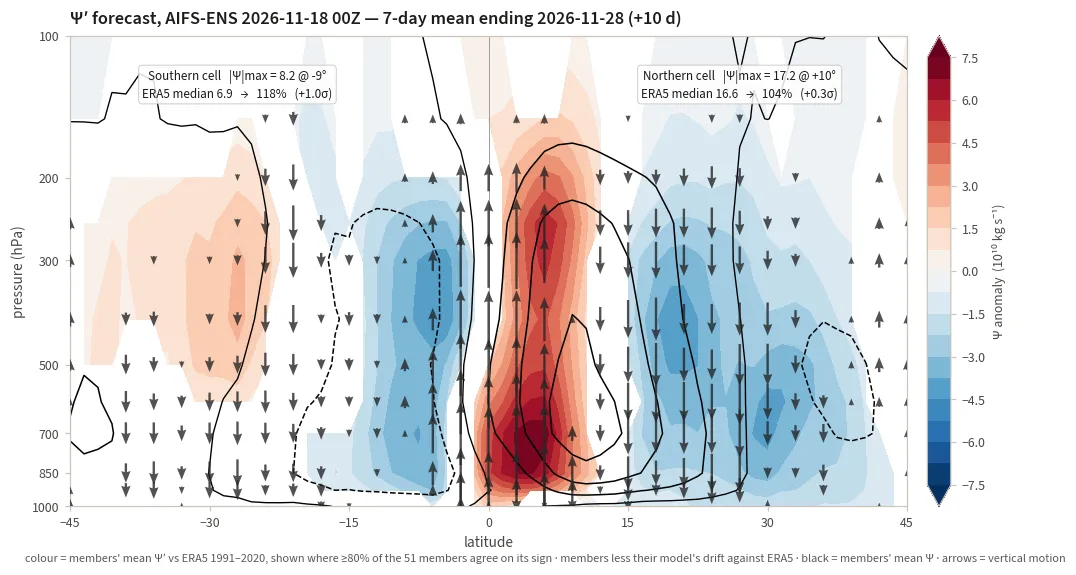 Ψ′ forecast, AIFS-ENS 2026-11-18 00Z — 7-day mean ending 2026-11-28 (+10 d)
Southern cell |Ψ|max = 8.2 @ -9°
ERA5 median 6.9 → 118% (+1.0σ)
Northern cell |Ψ|max = 17.2 @ +10°
ERA5 median 16.6 → 104% (+0.3σ)
pressure (hPa)
100
200
300
500
700
850
1000
−45
−30
−15
0
15
30
45
latitude
7.5
6.0
4.5
3.0
1.5
0.0
−1.5
−3.0
−4.5
−6.0
−7.5
Ψ anomaly (10¹⁰ kg s⁻¹)
colour = members' mean Ψ′ vs ERA5 1991–2020, shown where ≥80% of the 51 members agree on its sign · members less their model's drift against ERA5 · black = members' mean Ψ · arrows = vertical motion